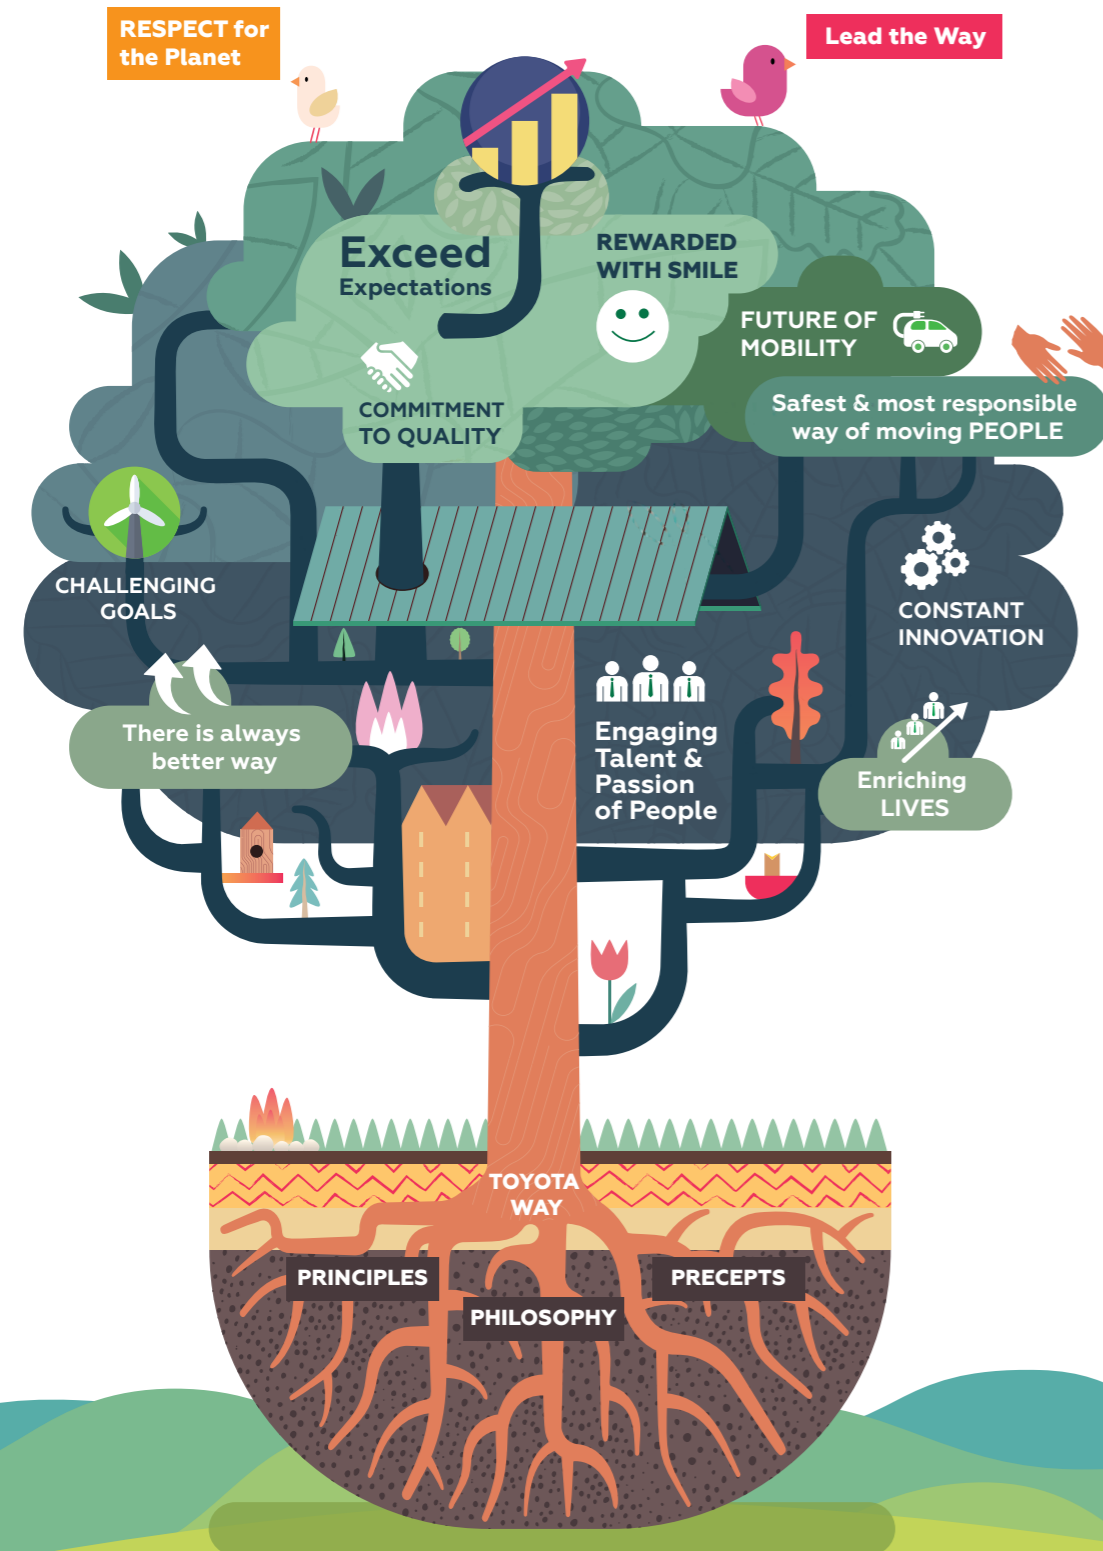 RESPECT for
the Planet
Lead the Way
Exceed
Expectations
REWARDED
WITH SMILE
FUTURE OF
MOBILITY
COMMITMENT
TO QUALITY
Safest & most responsible
way of moving PEOPLE
CHALLENGING
GOALS
CONSTANT
INNOVATION
There is always
better way
Engaging
Talent &
Passion
of People
Enriching
LIVES
TOYOTA
WAY
PRINCIPLES
PHILOSOPHY
PRECEPTS